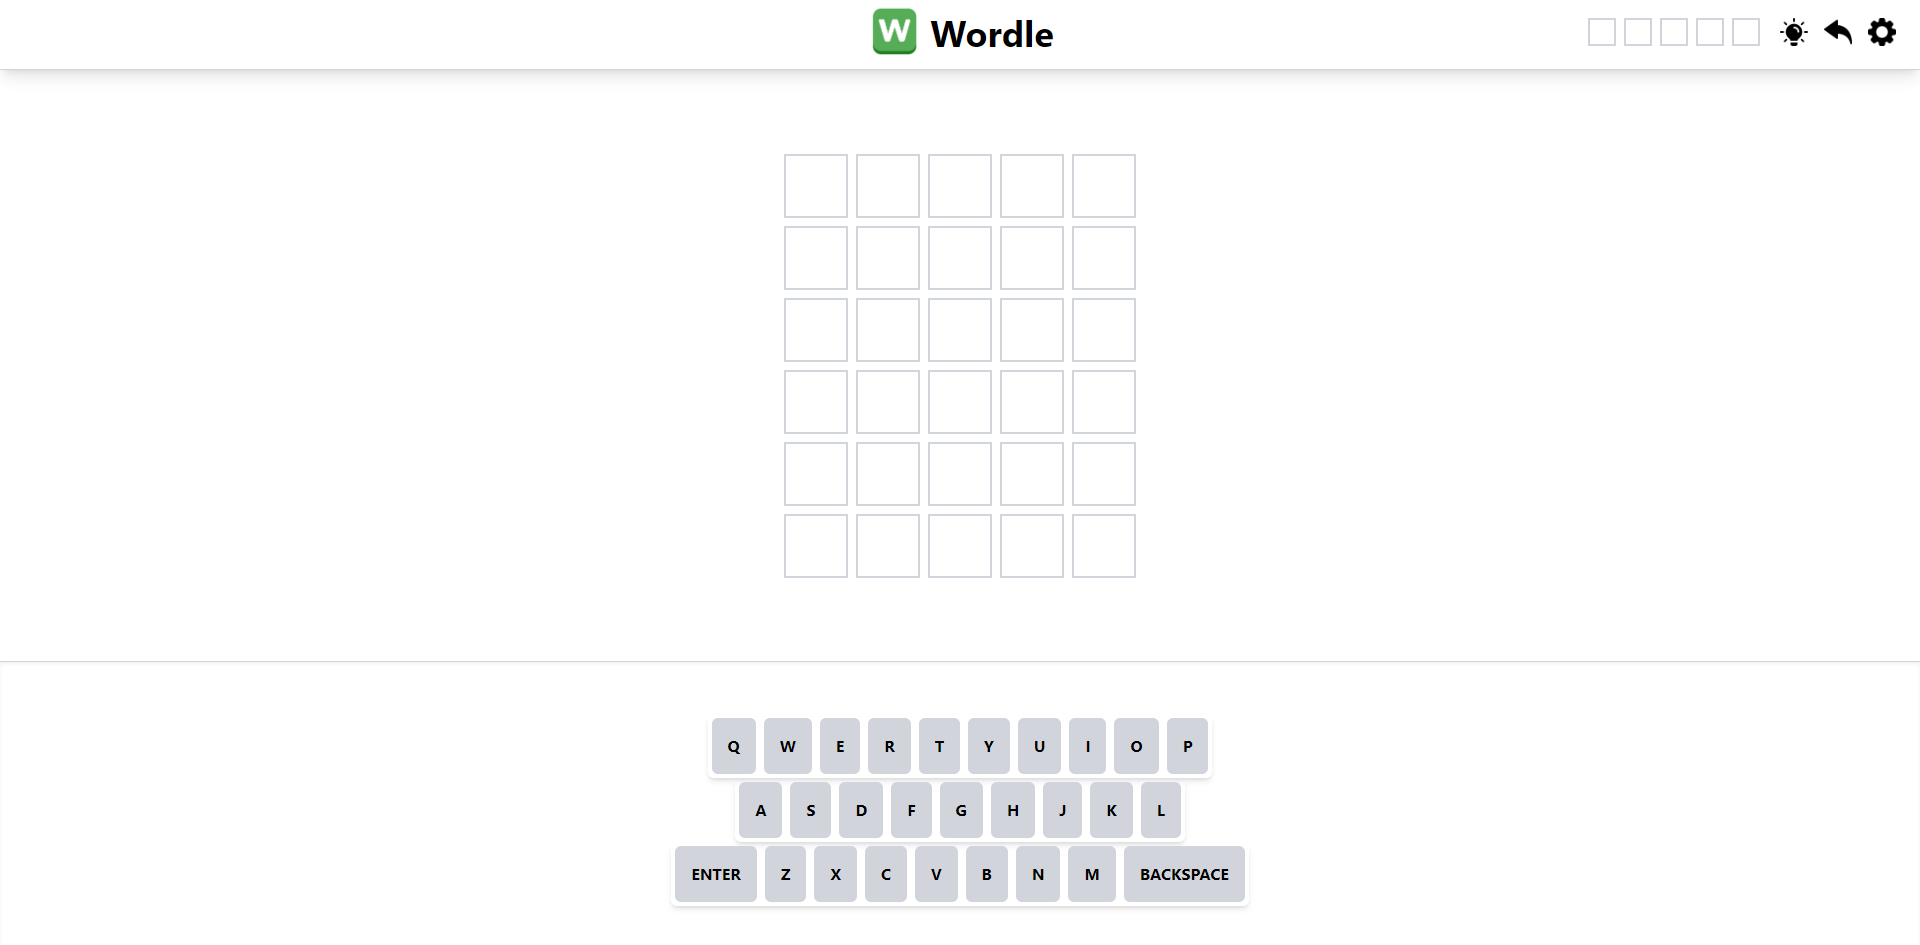 W Wordle
Q W E R T Y U I O P
A S D F G H J K L
ENTER Z X C V B N M BACKSPACE